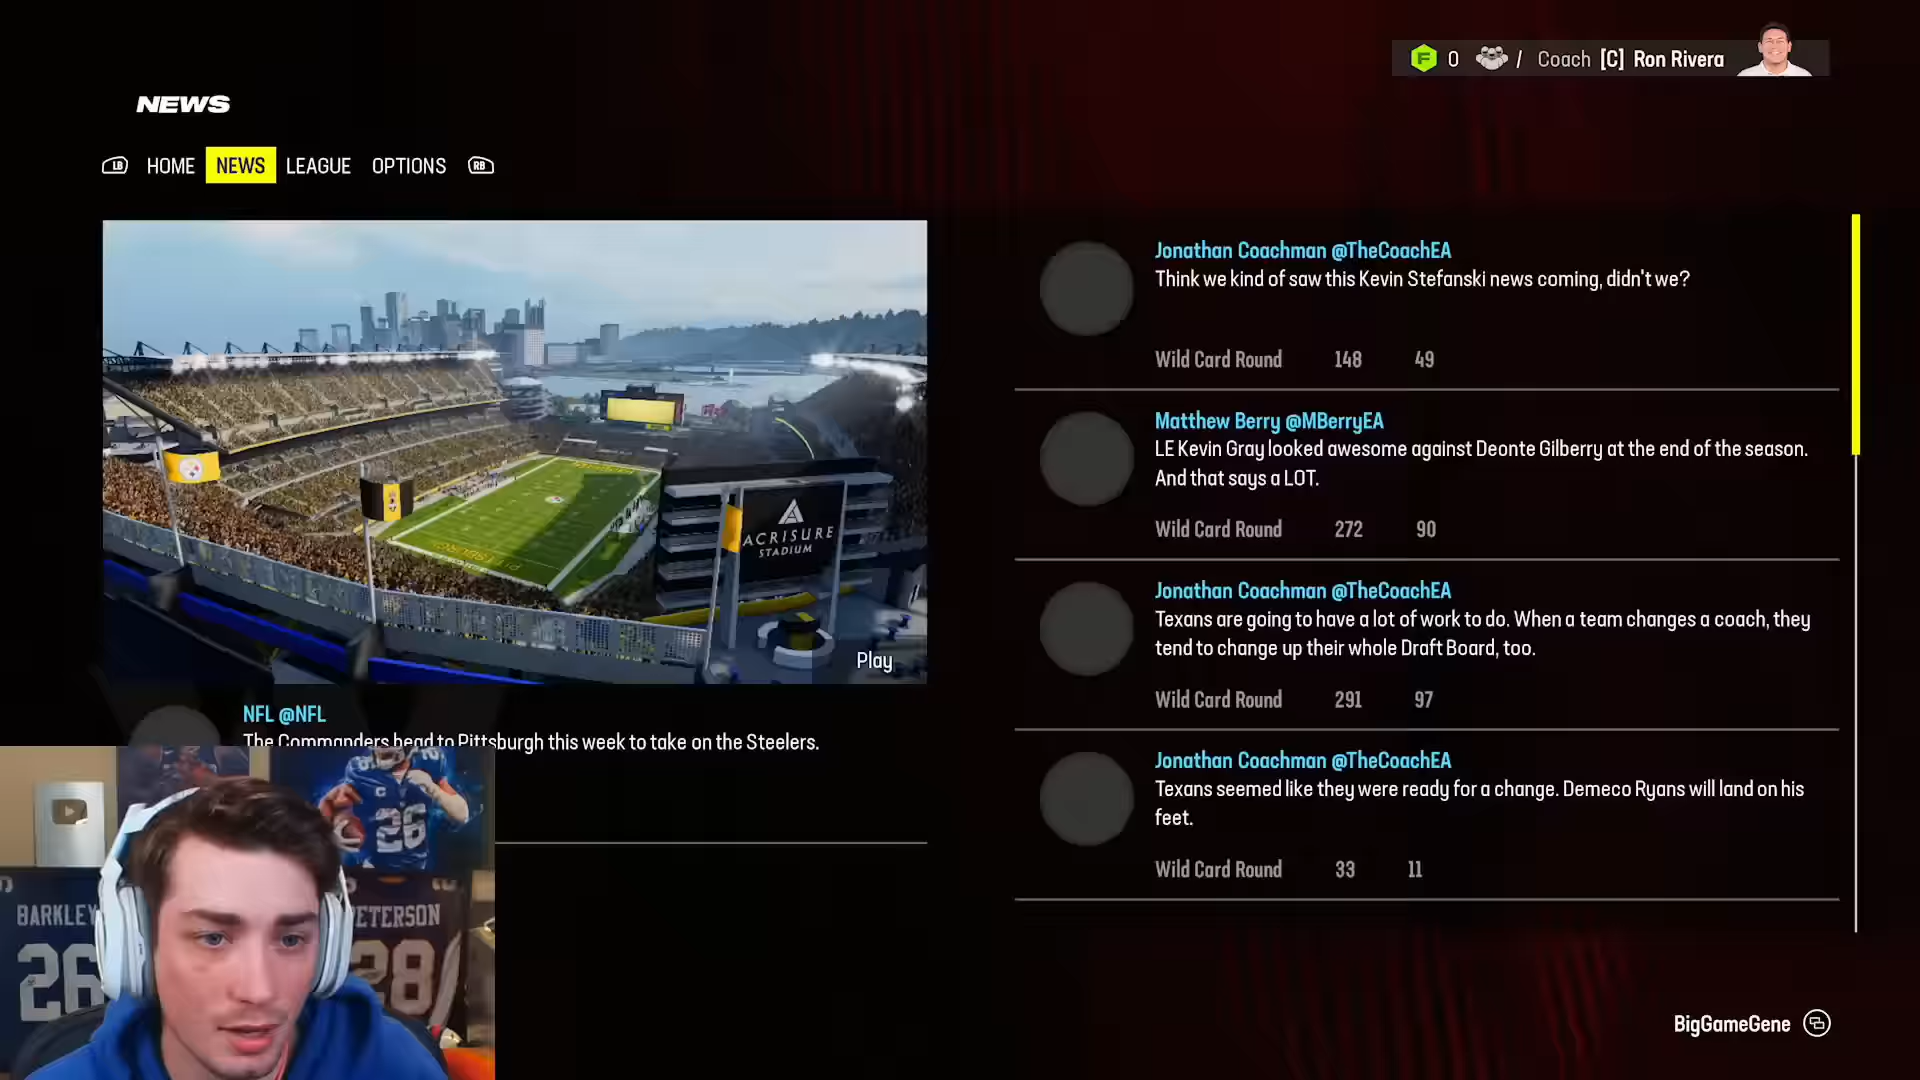 F 0 / Coach [C] Ron Rivera
NEWS
LB HOME NEWS LEAGUE OPTIONS RB
ACRISURE
STADIUM
Play
NFL @NFL
The Commanders head to Pittsburgh this week to take on the Steelers.
Jonathan Coachman @TheCoachEA
Think we kind of saw this Kevin Stefanski news coming, didn't we?
Wild Card Round 148 49
Matthew Berry @MBerryEA
LE Kevin Gray looked awesome against Deonte Gilberry at the end of the season.
And that says a LOT.
Wild Card Round 272 90
Jonathan Coachman @TheCoachEA
Texans are going to have a lot of work to do. When a team changes a coach, they
tend to change up their whole Draft Board, too.
Wild Card Round 291 97
Jonathan Coachman @TheCoachEA
Texans seemed like they were ready for a change. Demeco Ryans will land on his
feet.
Wild Card Round 33 11
26
BARKLEY
26
ETERSON
28
BigGameGene